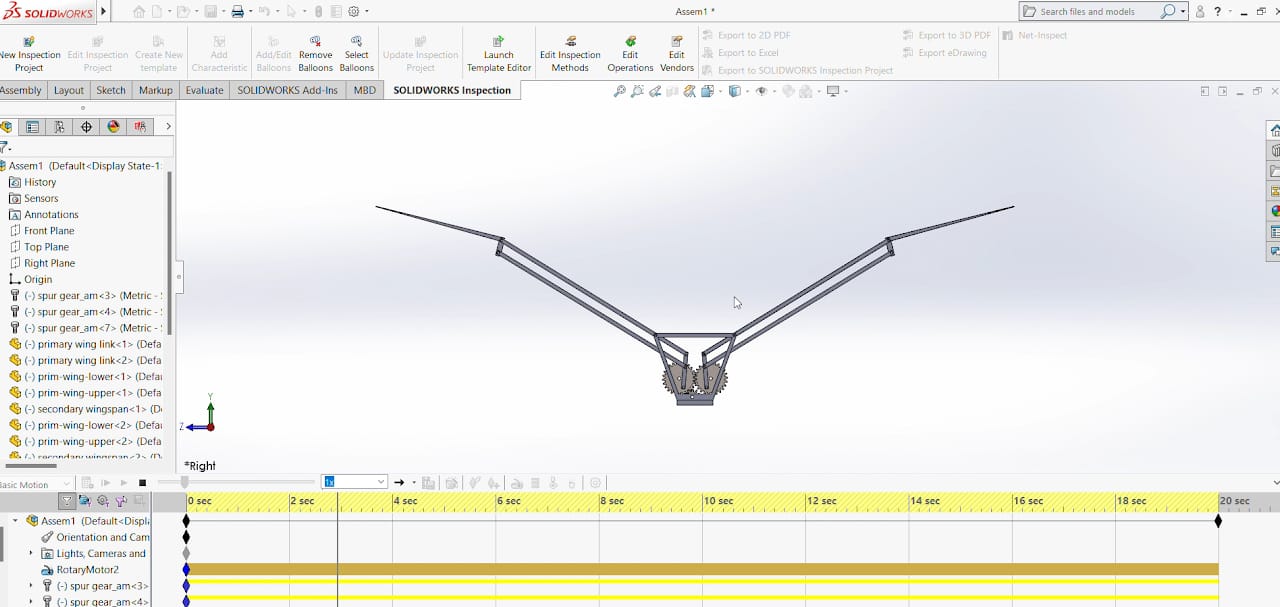 SOLIDWORKS
Assem1 *
Search files and models
New Inspection Project
Edit Inspection Project
Create New template
Add Characteristic
Add/Edit Balloons
Remove Balloons
Select Balloons
Update Inspection Project
Launch Template Editor
Edit Inspection Methods
Edit Operations
Edit Vendors
Export to 2D PDF
Export to Excel
Export to SOLIDWORKS Inspection Project
Export to 3D PDF
Export eDrawing
Net-Inspect
Assembly
Layout
Sketch
Markup
Evaluate
SOLIDWORKS Add-Ins
MBD
SOLIDWORKS Inspection
Assem1 (Default<Display State-1
History
Sensors
Annotations
Front Plane
Top Plane
Right Plane
Origin
(-) spur gear_am<3> (Metric -
(-) spur gear_am<4> (Metric -
(-) spur gear_am<7> (Metric -
(-) primary wing link<1> (Defa
(-) primary wing link<2> (Defa
(-) prim-wing-lower<1> (Defau
(-) prim-wing-upper<1> (Defa
(-) secondary wingspan<1> (D
(-) prim-wing-lower<2> (Defa
(-) prim-wing-upper<2> (Defa
(-) secondary wingspan<2> (D
Y
Z
*Right
Basic Motion
1x
0 sec
2 sec
4 sec
6 sec
8 sec
10 sec
12 sec
14 sec
16 sec
18 sec
20 sec
Assem1 (Default<Displa
Orientation and Cam
Lights, Cameras and
RotaryMotor2
(-) spur gear_am<3>
(-) spur gear_am<4>